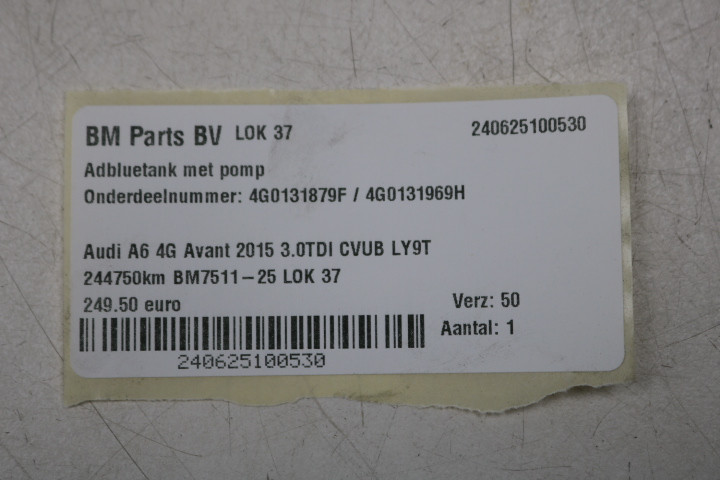 BM Parts BV LOK 37 240625100530
Adbluetank met pomp
Onderdeelnummer: 4G0131879F / 4G0131969H
Audi A6 4G Avant 2015 3.0TDI CVUB LY9T
244750km BM7511-25 LOK 37
249.50 euro Verz: 50
Aantal: 1
240625100530